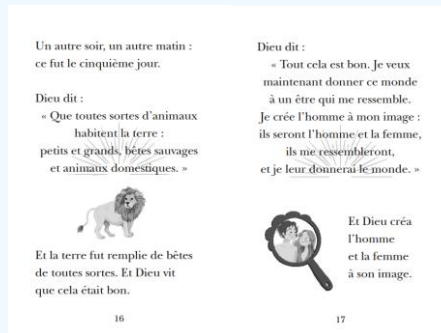 Un autre soir, un autre matin :
ce fut le cinquième jour.
Dieu dit :
« Que toutes sortes d'animaux
habitent la terre :
petits et grands, bêtes sauvages
et animaux domestiques. »
Et la terre fut remplie de bêtes
de toutes sortes. Et Dieu vit
que cela était bon.
16
Dieu dit :
« Tout cela est bon. Je veux
maintenant donner ce monde
à un être qui me ressemble.
Je crée l'homme à mon image :
ils seront l'homme et la femme,
ils me ressembleront,
et je leur donnerai le monde. »
Et Dieu créa
l'homme
et la femme
à son image.
17